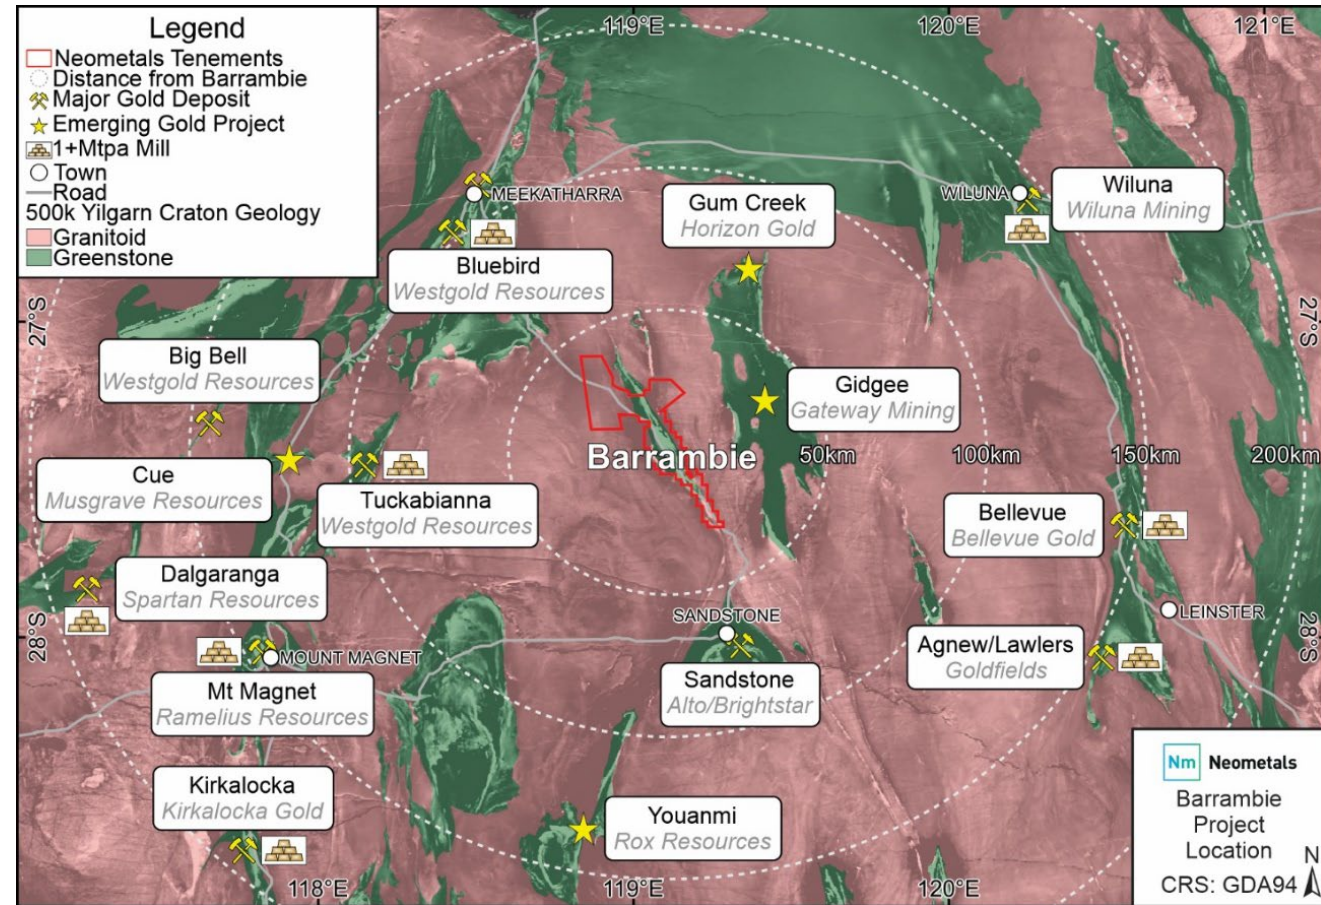 Legend
Neometals Tenements
Distance from Barrambie
Major Gold Deposit
Emerging Gold Project
1+Mtpa Mill
Town
Road
500k Yilgarn Craton Geology
Granitoid
Greenstone
119°E
120°E
121°E
MEEKATHARRA
Gum Creek
Horizon Gold
WILUNA
Wiluna
Wiluna Mining
Bluebird
Westgold Resources
27°S
27°S
Big Bell
Westgold Resources
Gidgee
Gateway Mining
Barrambie
50km
100km
150km
200km
Cue
Musgrave Resources
Tuckabianna
Westgold Resources
Bellevue
Bellevue Gold
Dalgaranga
Spartan Resources
SANDSTONE
LEINSTER
28°S
28°S
MOUNT MAGNET
Agnew/Lawlers
Goldfields
Mt Magnet
Ramelius Resources
Sandstone
Alto/Brightstar
Kirkalocka
Kirkalocka Gold
Youanmi
Rox Resources
Nm Neometals
Barrambie
Project
Location
N
CRS: GDA94
118°E
119°E
120°E